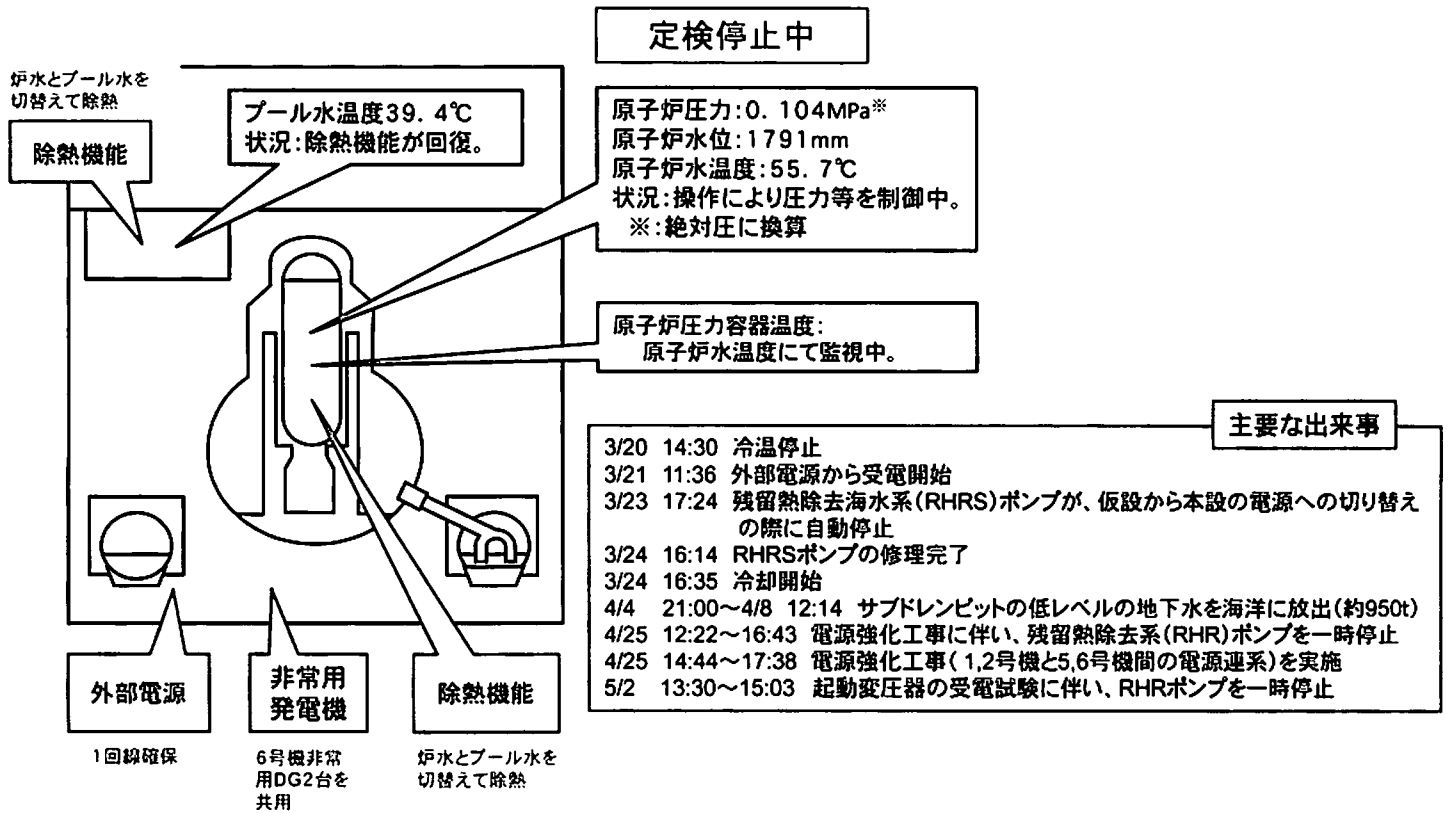 定検停止中
炉水とプール水を
切替えて除熱
除熱機能
プール水温度39. 4℃
状況:除熱機能が回復。
原子炉圧力:0. 104MPa※
原子炉水位:1791mm
原子炉水温度:55. 7℃
状況:操作により圧力等を制御中。
※:絶対圧に換算
原子炉圧力容器温度:
原子炉水温度にて監視中。
主要な出来事
3/20 14:30 冷温停止
3/21 11:36 外部電源から受電開始
3/23 17:24 残留熱除去海水系(RHRS)ポンプが、仮設から本設の電源への切り替え
の際に自動停止
3/24 16:14 RHRSポンプの修理完了
3/24 16:35 冷却開始
4/4 21:00～4/8 12:14 サブドレンピットの低レベルの地下水を海洋に放出(約950t)
4/25 12:22～16:43 電源強化工事に伴い、残留熱除去系(RHR)ポンプを一時停止
4/25 14:44～17:38 電源強化工事( 1,2号機と5,6号機間の電源連系)を実施
5/2 13:30～15:03 起動変圧器の受電試験に伴い、RHRポンプを一時停止
外部電源
1回線確保
非常用
発電機
6号機非常
用DG2台を
共用
除熱機能
炉水とプール水を
切替えて除熱